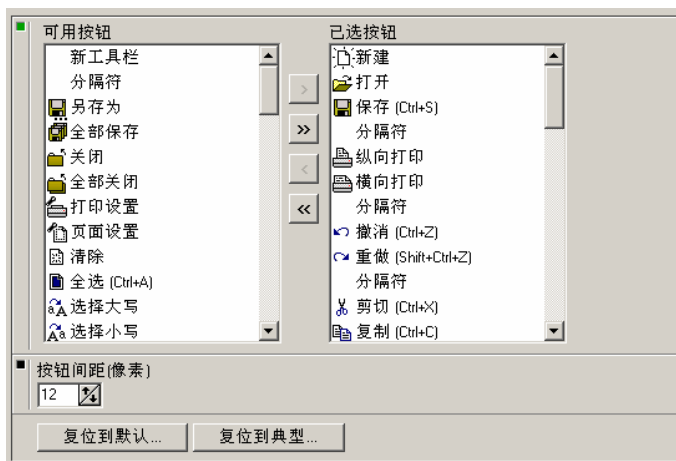 可用按钮
新工具栏
分隔符
另存为
全部保存
关闭
全部关闭
打印设置
页面设置
清除
全选 (Ctrl+A)
选择大写
选择小写
>
»
<
«
已选按钮
新建
打开
保存 (Ctrl+S)
分隔符
纵向打印
横向打印
分隔符
撤消 (Ctrl+Z)
重做 (Shift+Ctrl+Z)
分隔符
剪切 (Ctrl+X)
复制 (Ctrl+C)
按钮间距(像素)
12
复位到默认... 复位到典型...